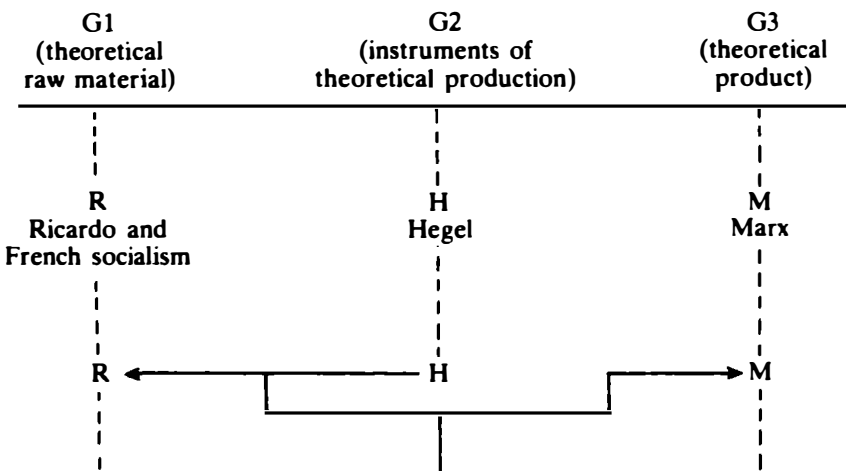 G1
(theoretical
raw material)
G2
(instruments of
theoretical production)
G3
(theoretical
product)
R
Ricardo and
French socialism
H
Hegel
M
Marx
R
H
M